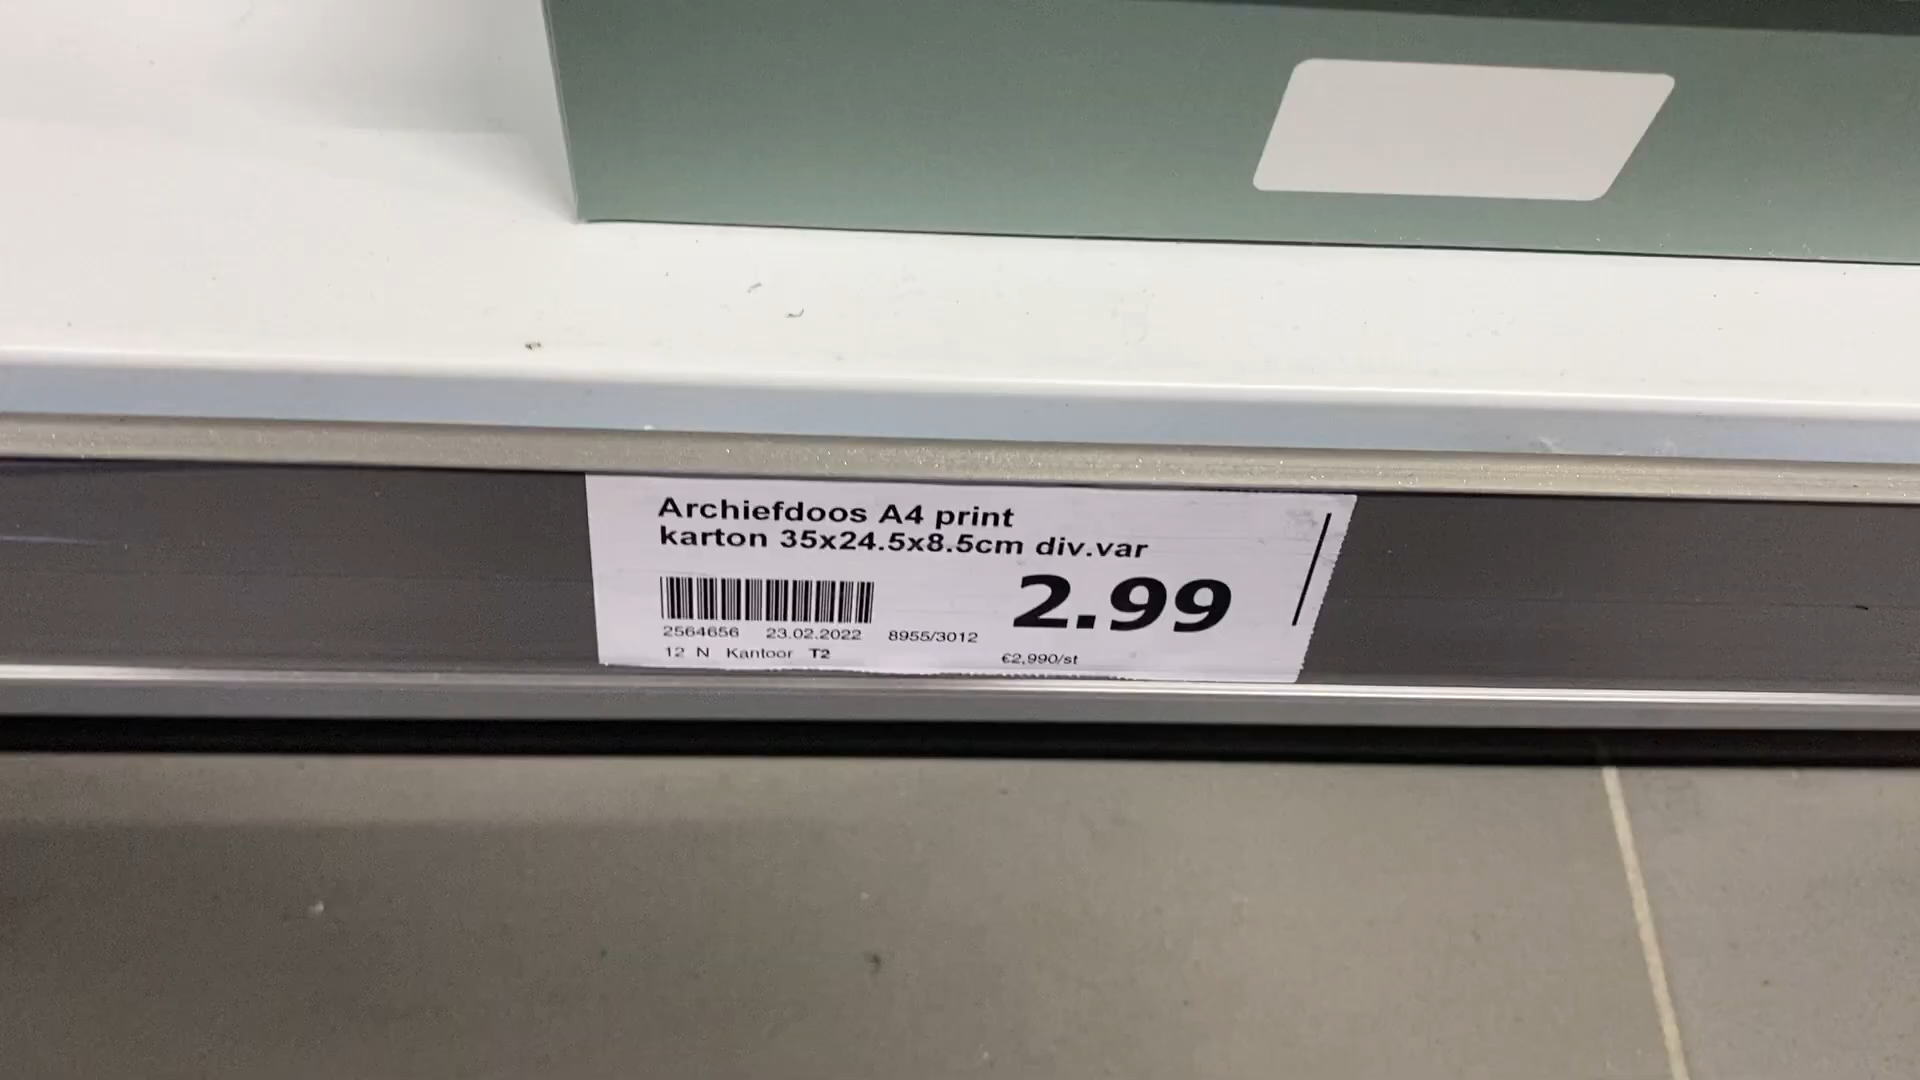 Archiefdoos A4 print
karton 35x24.5x8.5cm div.var
2.99
2564656 23.02.2022 8955/3012
12 N Kantoor T2
€2,990/st